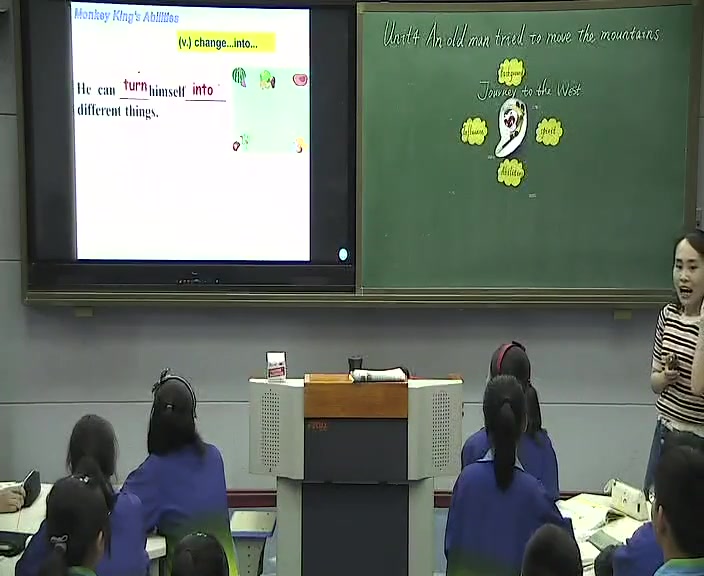 Monkey King's Abilities
(v.) change...into...
He can turn himself into
different things.
Unit4 An old man tried to move the mountains
Journey to the West
spirit
abilities